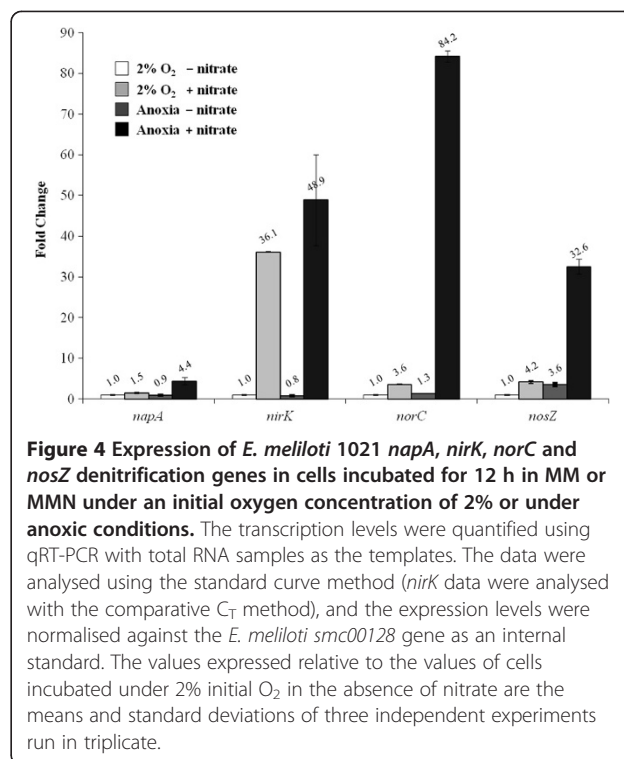 90
80
70
60
50
40
30
20
10
0
Fold Change
2% O₂ – nitrate
2% O₂ + nitrate
Anoxia – nitrate
Anoxia + nitrate
1.0 1.5 0.9 4.4
1.0 36.1 0.8 48.9
1.0 3.6 1.3 84.2
1.0 4.2 3.6 32.6
napA nirK norC nosZ
Figure 4 Expression of E. meliloti 1021 napA, nirK, norC and
nosZ denitrification genes in cells incubated for 12 h in MM or
MMN under an initial oxygen concentration of 2% or under
anoxic conditions. The transcription levels were quantified using
qRT-PCR with total RNA samples as the templates. The data were
analysed using the standard curve method (nirK data were analysed
with the comparative C_T method), and the expression levels were
normalised against the E. meliloti smc00128 gene as an internal
standard. The values expressed relative to the values of cells
incubated under 2% initial O₂ in the absence of nitrate are the
means and standard deviations of three independent experiments
run in triplicate.